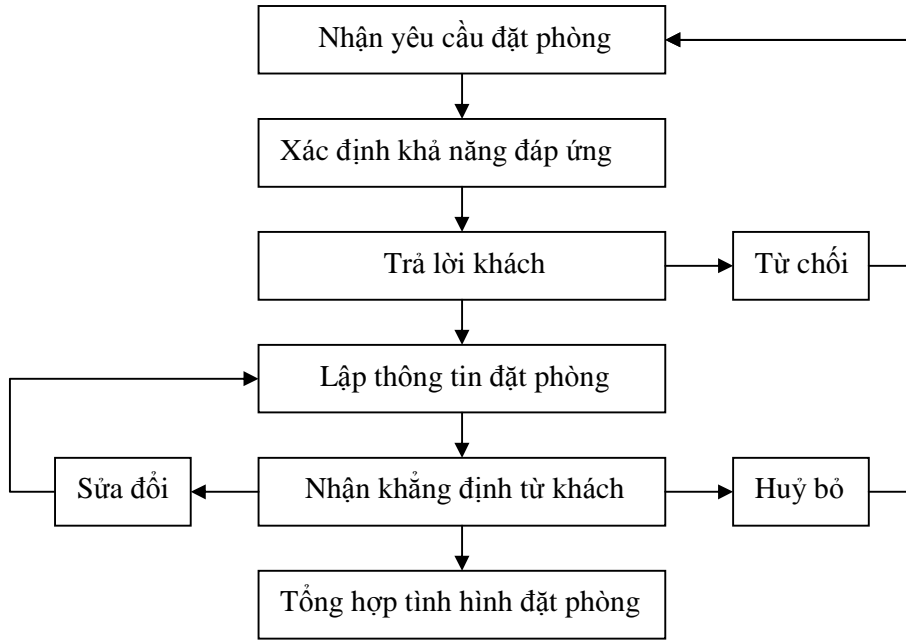 Nhận yêu cầu đặt phòng
Xác định khả năng đáp ứng
Trả lời khách
Từ chối
Lập thông tin đặt phòng
Sửa đổi
Nhận khẳng định từ khách
Huỷ bỏ
Tổng hợp tình hình đặt phòng